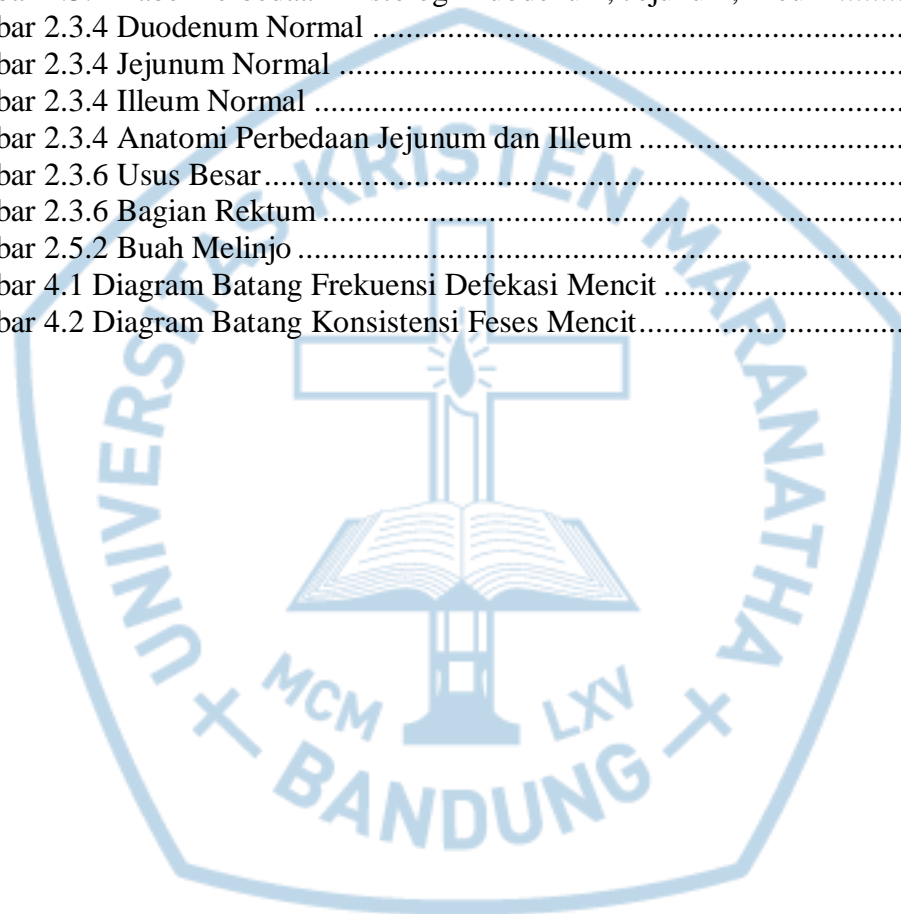 bar 2.3.4 Duodenum Normal ........................................................................
bar 2.3.4 Jejunum Normal ........................................................................
bar 2.3.4 Illeum Normal ........................................................................
bar 2.3.4 Anatomi Perbedaan Jejunum dan Illeum ....................................
bar 2.3.6 Usus Besar........................................................................
bar 2.3.6 Bagian Rektum........................................................................
bar 2.5.2 Buah Melinjo ........................................................................
bar 4.1 Diagram Batang Frekuensi Defekasi Mencit ................................
bar 4.2 Diagram Batang Konsistensi Feses Mencit....................................
UNIVERSITAS KRISTEN MARANATHA
MCM LXV
BANDUNG